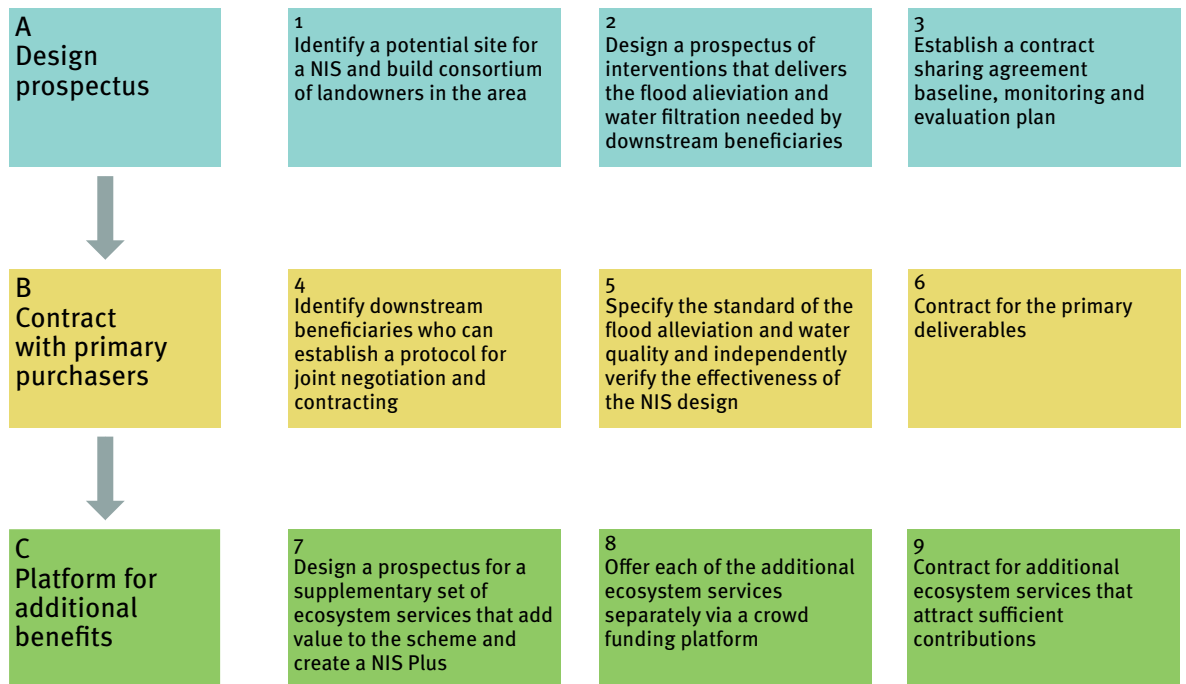 A
Design
prospectus
1
Identify a potential site for
a NIS and build consortium
of landowners in the area
2
Design a prospectus of
interventions that delivers
the flood alieviation and
water filtration needed by
downstream beneficiaries
3
Establish a contract
sharing agreement
baseline, monitoring and
evaluation plan
B
Contract
with primary
purchasers
4
Identify downstream
beneficiaries who can
establish a protocol for
joint negotiation and
contracting
5
Specify the standard of the
flood alleviation and water
quality and independently
verify the effectiveness of
the NIS design
6
Contract for the primary
deliverables
C
Platform for
additional
benefits
7
Design a prospectus for a
supplementary set of
ecosystem services that add
value to the scheme and
create a NIS Plus
8
Offer each of the additional
ecosystem services
separately via a crowd
funding platform
9
Contract for additional
ecosystem services that
attract sufficient
contributions